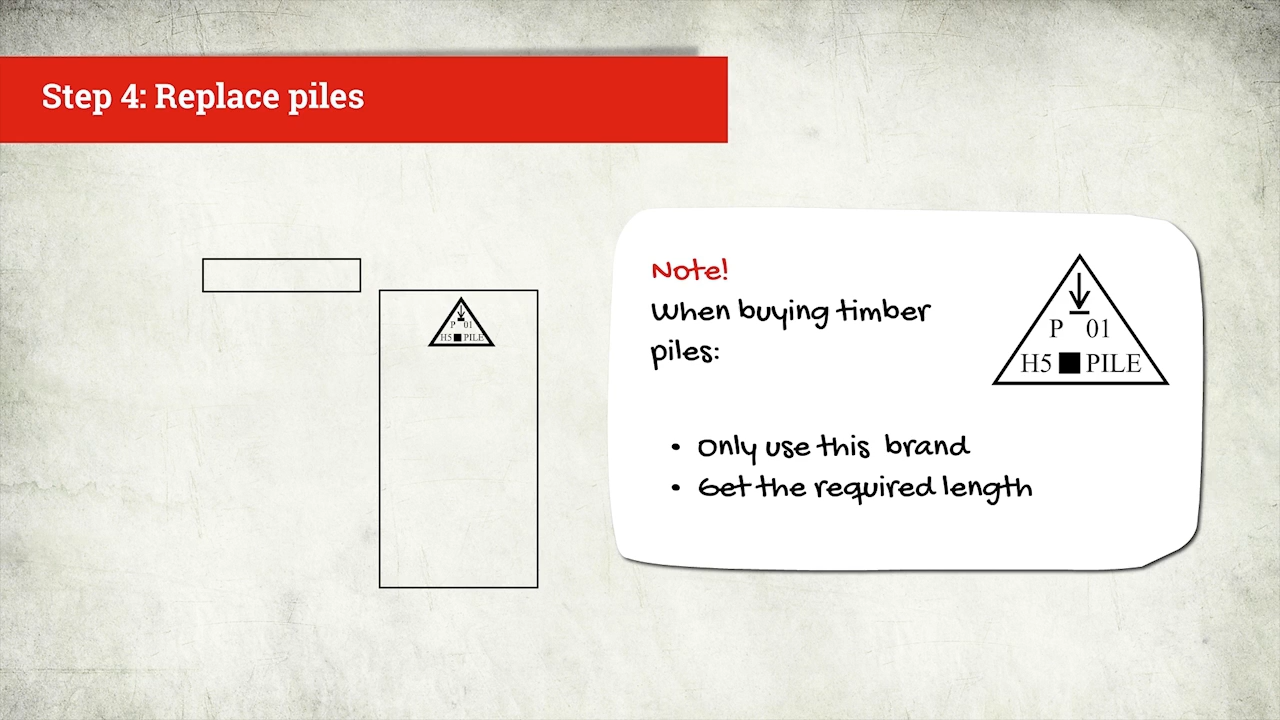 Step 4: Replace piles
P 01
H5 PILE
Note!
When buying timber
piles:
P 01
H5 PILE
• Only use this brand
• Get the required length